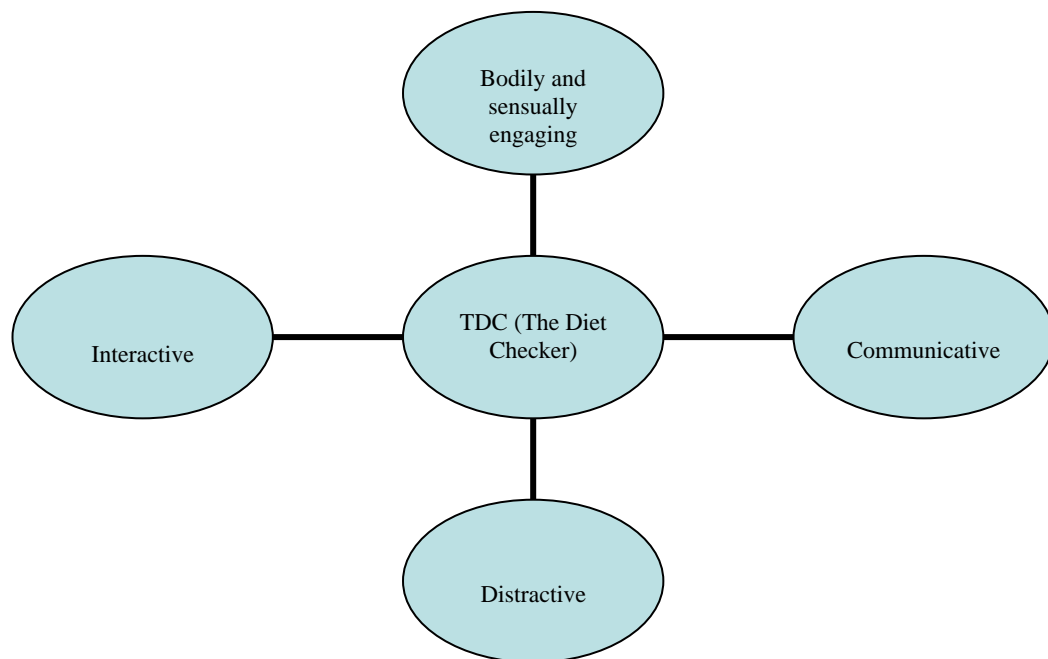 Bodily and
sensually
engaging
Interactive
TDC (The Diet
Checker)
Communicative
Distractive